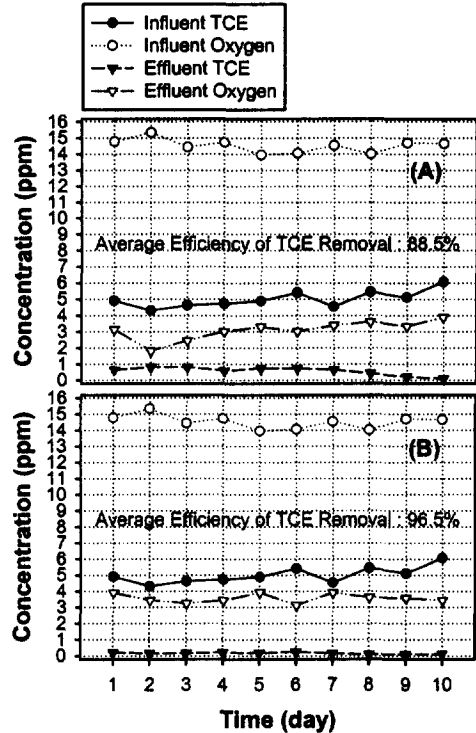 Influent TCE
Influent Oxygen
Effluent TCE
Effluent Oxygen
Concentration (ppm)
16
15
14
13
12
11
10
9
8
7
6
5
4
3
2
1
0
(A)
Average Efficiency of TCE Removal : 88.5%
Concentration (ppm)
16
15
14
13
12
11
10
9
8
7
6
5
4
3
2
1
0
(B)
Average Efficiency of TCE Removal : 96.5%
1 2 3 4 5 6 7 8 9 10
Time (day)